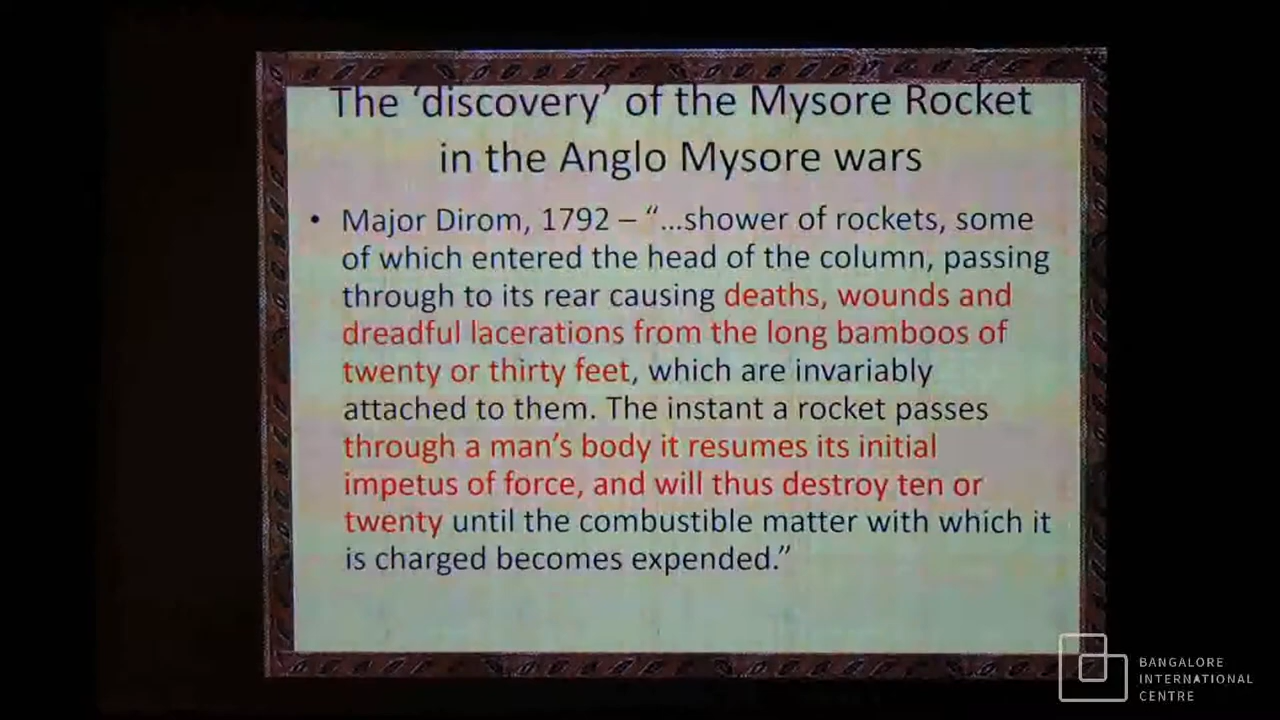 The ‘discovery’ of the Mysore Rocket
in the Anglo Mysore wars
• Major Dirom, 1792 – “...shower of rockets, some
of which entered the head of the column, passing
through to its rear causing deaths, wounds and
dreadful lacerations from the long bamboos of
twenty or thirty feet, which are invariably
attached to them. The instant a rocket passes
through a man’s body it resumes its initial
impetus of force, and will thus destroy ten or
twenty until the combustible matter with which it
is charged becomes expended.”
BANGALORE
INTERNATIONAL
CENTRE